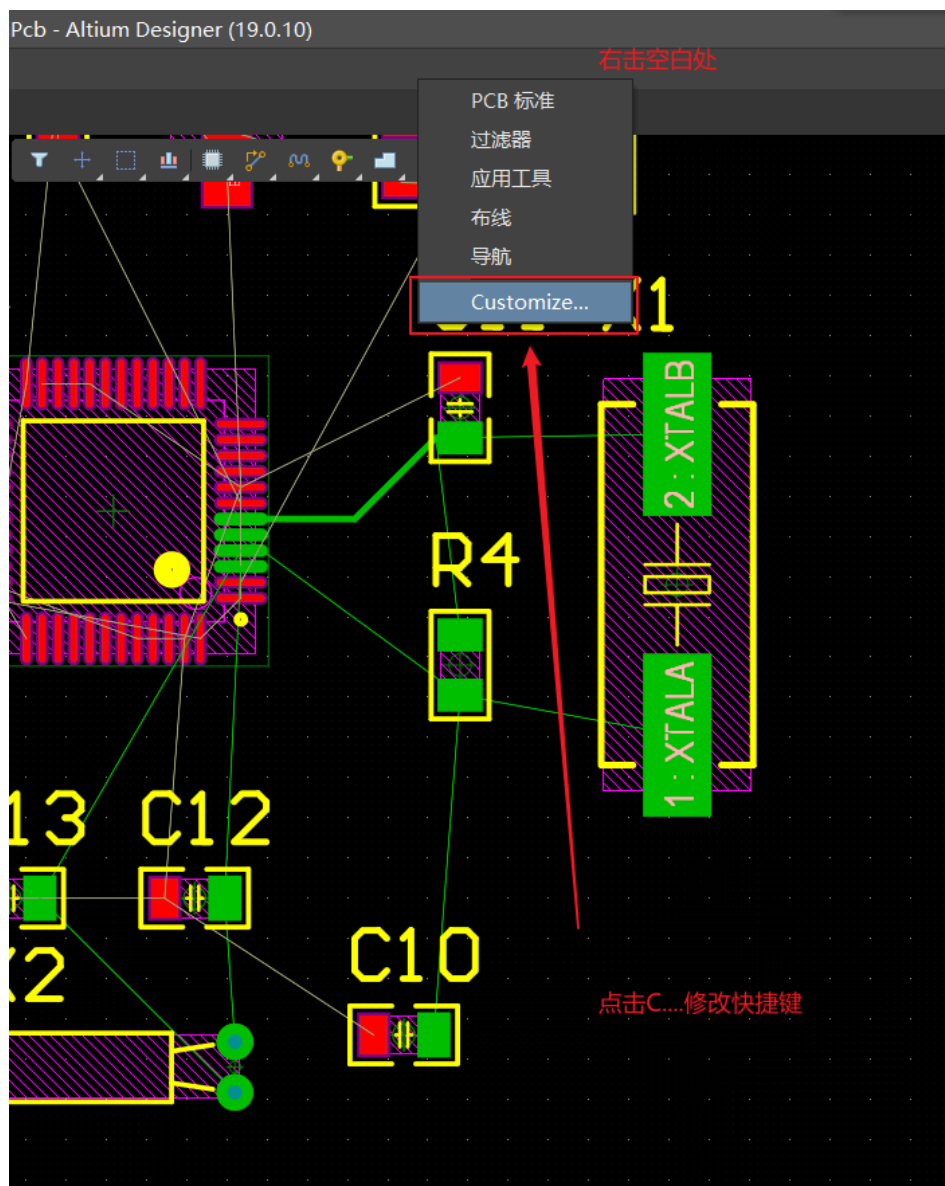 Pcb - Altium Designer (19.0.10)
右击空白处
PCB 标准
过滤器
应用工具
布线
导航
Customize...
1
2 : XTALB
R4
1 : XTALA
13
C12
2
C10
点击C....修改快捷键